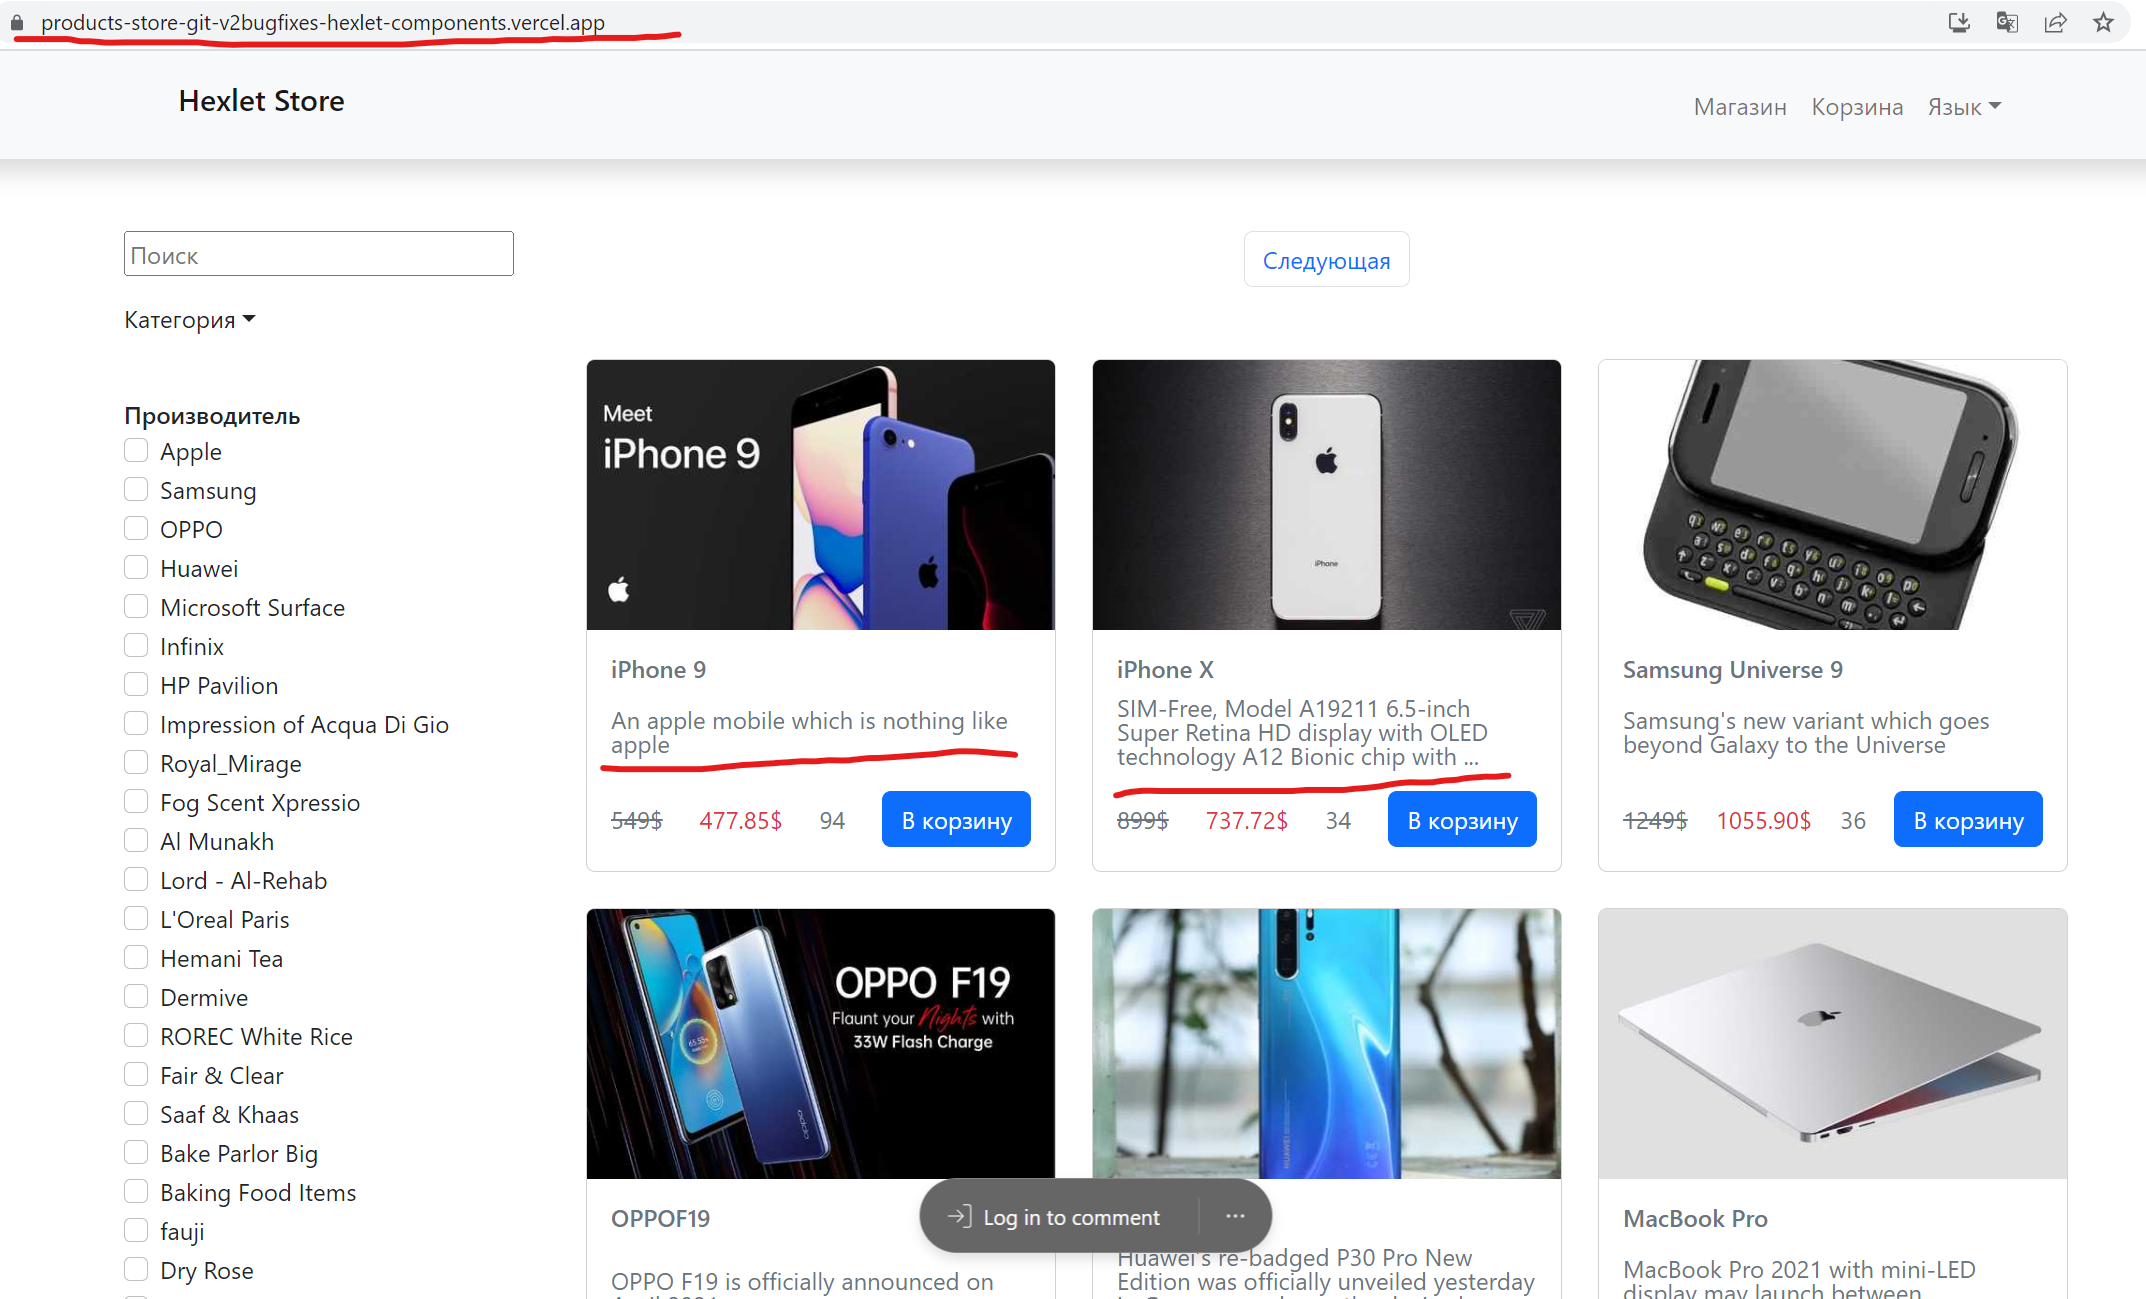 products-store-git-v2bugfixes-hexlet-components.vercel.app
Hexlet Store
Магазин Корзина Язык
Поиск
Следующая
Категория
Производитель
Apple
Samsung
OPPO
Huawei
Microsoft Surface
Infinix
HP Pavilion
Impression of Acqua Di Gio
Royal_Mirage
Fog Scent Xpressio
Al Munakh
Lord - Al-Rehab
L'Oreal Paris
Hemani Tea
Dermive
ROREC White Rice
Fair & Clear
Saaf & Khaas
Bake Parlor Big
Baking Food Items
fauji
Dry Rose
Meet
iPhone 9
iPhone 9
An apple mobile which is nothing like
apple
549$ 477.85$ 94 В корзину
iPhone
iPhone X
SIM-Free, Model A19211 6.5-inch
Super Retina HD display with OLED
technology A12 Bionic chip with ...
899$ 737.72$ 34 В корзину
Samsung Universe 9
Samsung's new variant which goes
beyond Galaxy to the Universe
1249$ 1055.90$ 36 В корзину
OPPO F19
Flaunt your Nights with
33W Flash Charge
OPPOF19
OPPO F19 is officially announced on
Huawei's re-badged P30 Pro New
Edition was officially unveiled yesterday
MacBook Pro
MacBook Pro 2021 with mini-LED
display may launch between
Log in to comment